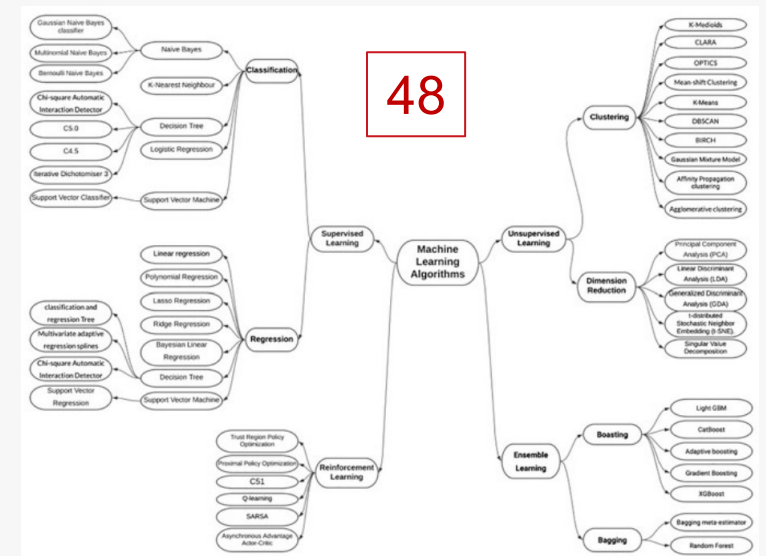 Gaussian Naive Bayes
classifier
Multinomial Naive Bayes
Bernoulli Naive Bayes
Naive Bayes
Classification
K-Nearest Neighbour
Chi-square Automatic
Interaction Detector
C5.0
C4.5
Iterative Dichotomiser 3
Decision Tree
Logistic Regression
Support Vector Classifier
Support Vector Machine
48
K-Medioids
CLARA
OPTICS
Mean-shift Clustering
K-Means
DBSCAN
BIRCH
Gaussian Mixture Model
Affinity Propagation
clustering
Agglomerative clustering
Clustering
Supervised
Learning
Machine
Learning
Algorithms
Unsupervised
Learning
Linear regression
Polynomial Regression
Lasso Regression
Ridge Regression
Bayesian Linear
Regression
Decision Tree
Support Vector Machine
Regression
classification and
regression Tree
Multivariate adaptive
regression splines
Chi-square Automatic
Interaction Detector
Support Vector
Regression
Dimension
Reduction
Principal Component
Analysis (PCA)
Linear Discriminant
Analysis (LDA)
Generalized Discriminant
Analysis (GDA)
t-distributed
Stochastic Neighbor
Embedding (t-SNE).
Singular Value
Decomposition
Trust Region Policy
Optimization
Proximal Policy Optimization
C51
Q-learning
SARSA
Asynchronous Advantage
Actor-Critic
Reinforcement
Learning
Ensemble
Learning
Boasting
Light GBM
CatBoost
Adaptive boosting
Gradient Boosting
XGBoost
Bagging
Bagging meta-estimator
Random Forest